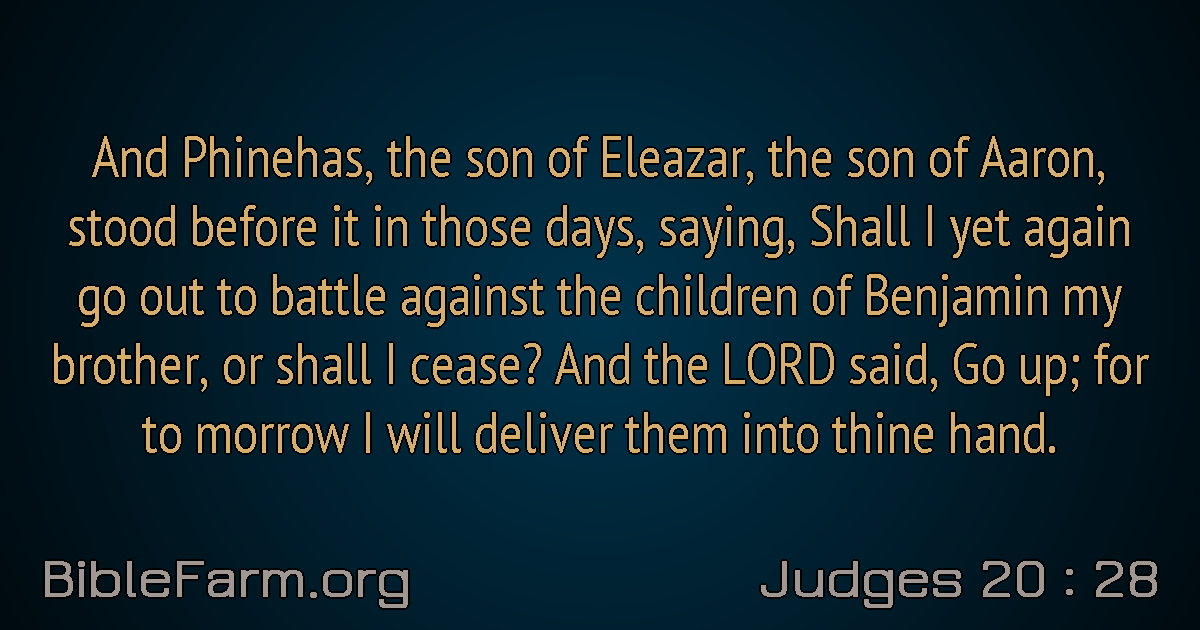 And Phinehas, the son of Eleazar, the son of Aaron,
stood before it in those days, saying, Shall I yet again
go out to battle against the children of Benjamin my
brother, or shall I cease? And the LORD said, Go up; for
to morrow I will deliver them into thine hand.
BibleFarm.org
Judges 20 : 28